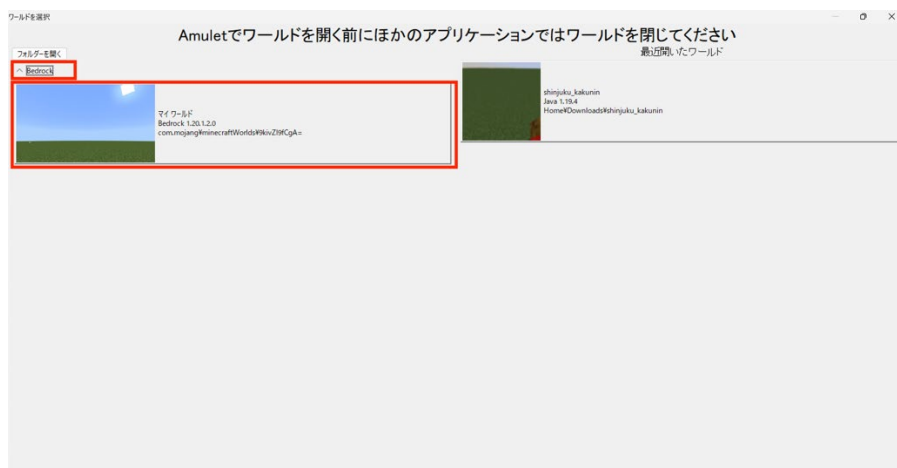 ワールドを選択
Amuletでワールドを開く前にほかのアプリケーションではワールドを閉じてください
フォルダーを開く
最近開いたワールド
Bedrock
マイ ワールド
Bedrock 1.20.1.2.0
com.mojang¥minecraftWorlds¥9kivZI9fCgA=
shinjuku_kakunin
Java 1.19.4
Home¥Downloads¥shinjuku_kakunin